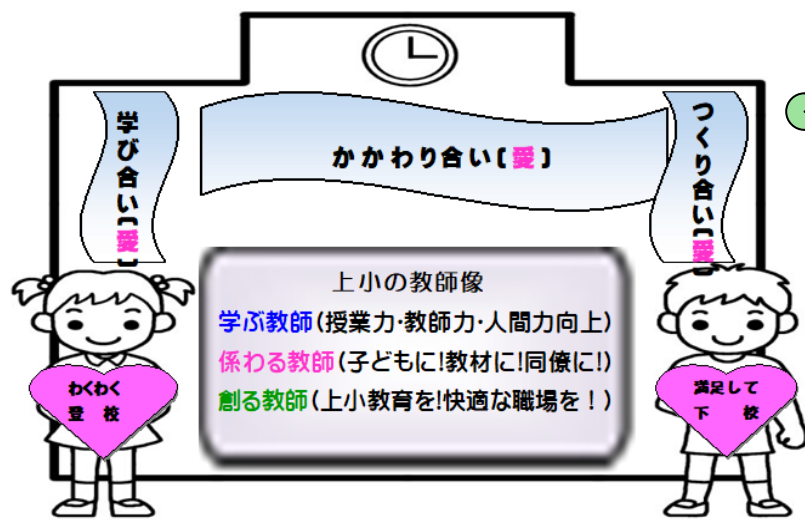 学び合い【愛】
かかわり合い【愛】
つくり合い【愛】
上小の教師像
学ぶ教師(授業力・教師力・人間力向上)
係わる教師(子どもに!教材に!同僚に!)
創る教師(上小教育を!快適な職場を！)
わくわく
登　校
満足して
下　校